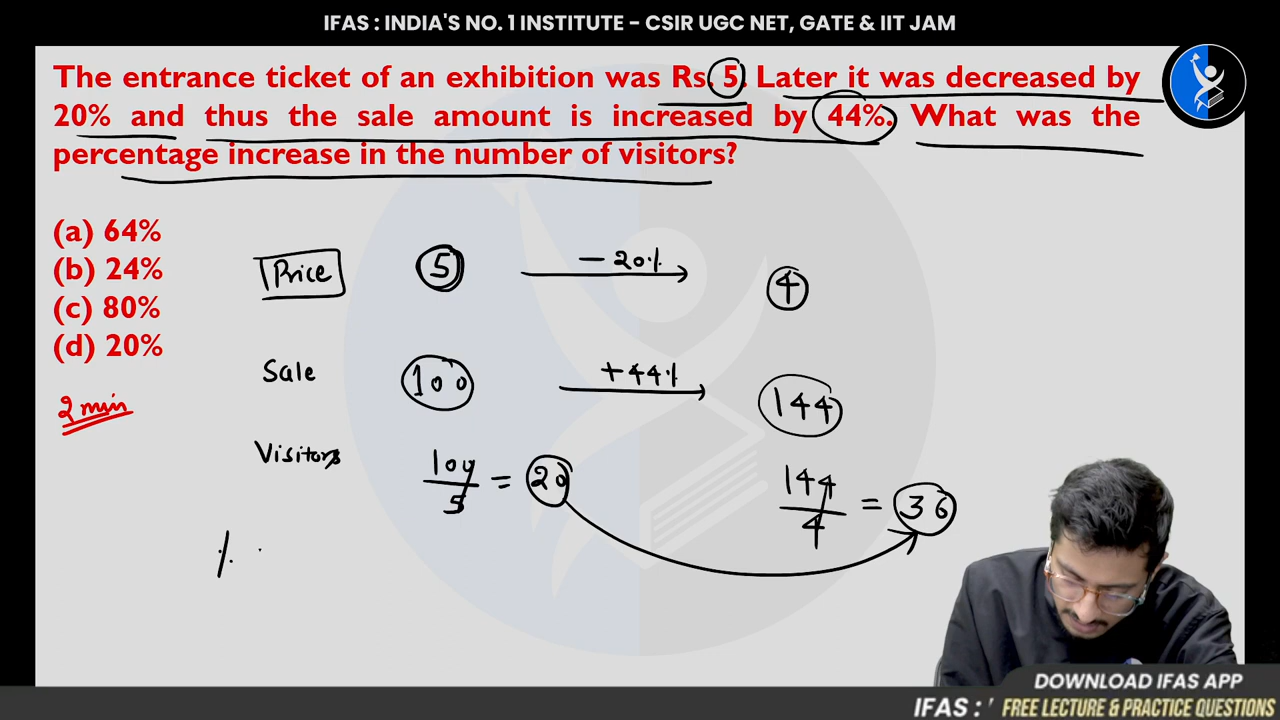 IFAS : INDIA'S NO. 1 INSTITUTE – CSIR UGC NET, GATE & IIT JAM
The entrance ticket of an exhibition was Rs. 5. Later it was decreased by
20% and thus the sale amount is increased by 44%. What was the
percentage increase in the number of visitors?
(a) 64%
(b) 24%
(c) 80%
(d) 20%
2 min
Price 5 – 20% 4
Sale 100 +44% 144
Visitors 100/5 = 20 144/4 = 36
%
DOWNLOAD IFAS APP
IFAS : ' FREE LECTURE & PRACTICE QUESTIONS